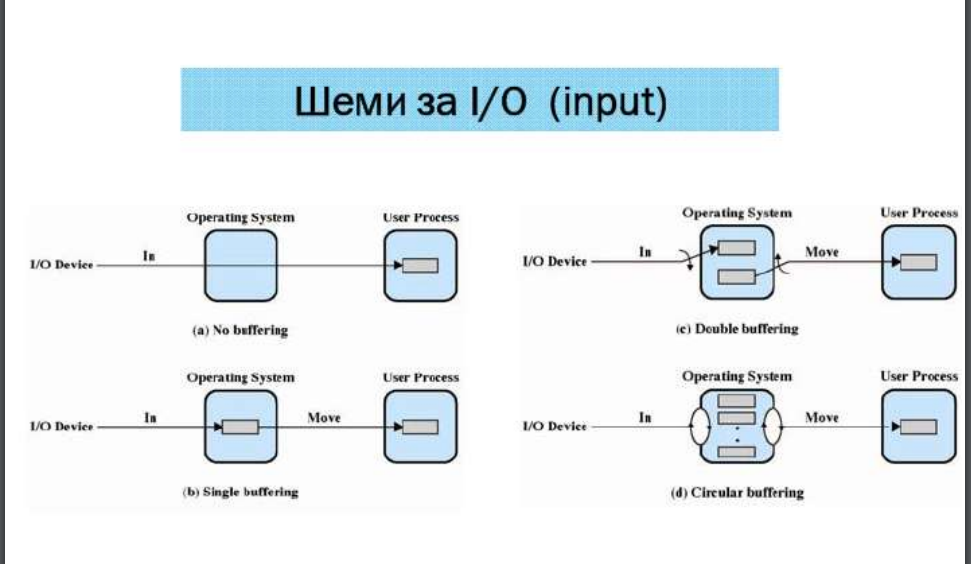 Шеми за I/O (input)
Operating System
User Process
I/O Device
In
(a) No buffering
Operating System
User Process
I/O Device
In
Move
(b) Single buffering
Operating System
User Process
I/O Device
In
Move
(c) Double buffering
Operating System
User Process
I/O Device
In
Move
(d) Circular buffering